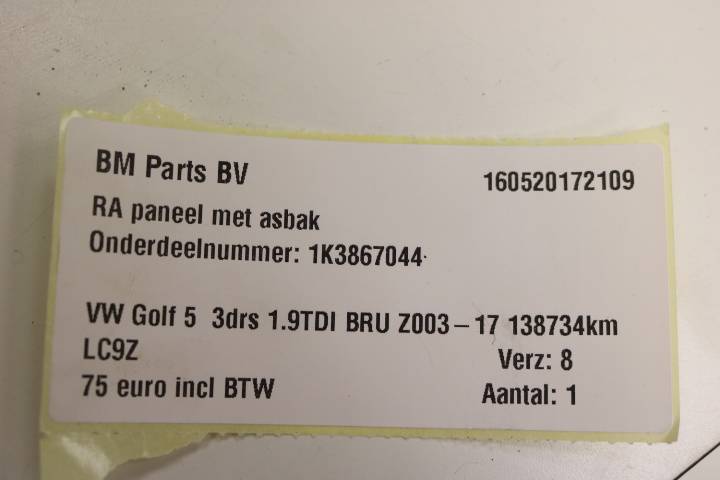 BM Parts BV 160520172109
RA paneel met asbak
Onderdeelnummer: 1K3867044
VW Golf 5 3drs 1.9TDI BRU Z003-17 138734km
LC9Z Verz: 8
75 euro incl BTW Aantal: 1